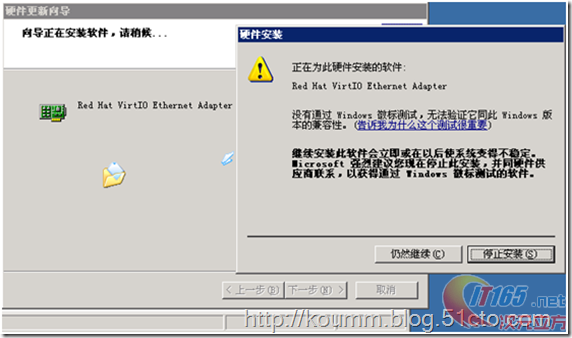 硬件更新向导
向导正在安装软件，请稍候...
Red Hat VirtIO Ethernet Adapter
< 上一步(B)
下一步(N) >
取消
硬件安装
正在为此硬件安装的软件:
Red Hat VirtIO Ethernet Adapter
没有通过 Windows 徽标测试，无法验证它同此 Windows 版
本的兼容性。(告诉我为什么这个测试很重要)
继续安装此软件会立即或在以后使系统变得不稳定。
Microsoft 强烈建议您现在停止此安装，并同硬件供
应商联系，以获得通过 Windows 徽标测试的软件。
仍然继续(C)
停止安装(S)
IT165.net
http://koumm.blog.51cto.com